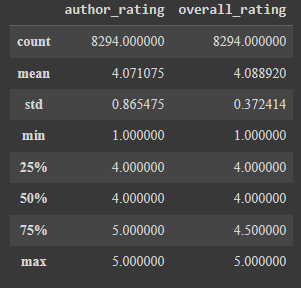 author_rating overall_rating
count 8294.000000 8294.000000
mean 4.071075 4.088920
std 0.865475 0.372414
min 1.000000 1.000000
25% 4.000000 4.000000
50% 4.000000 4.000000
75% 5.000000 4.500000
max 5.000000 5.000000